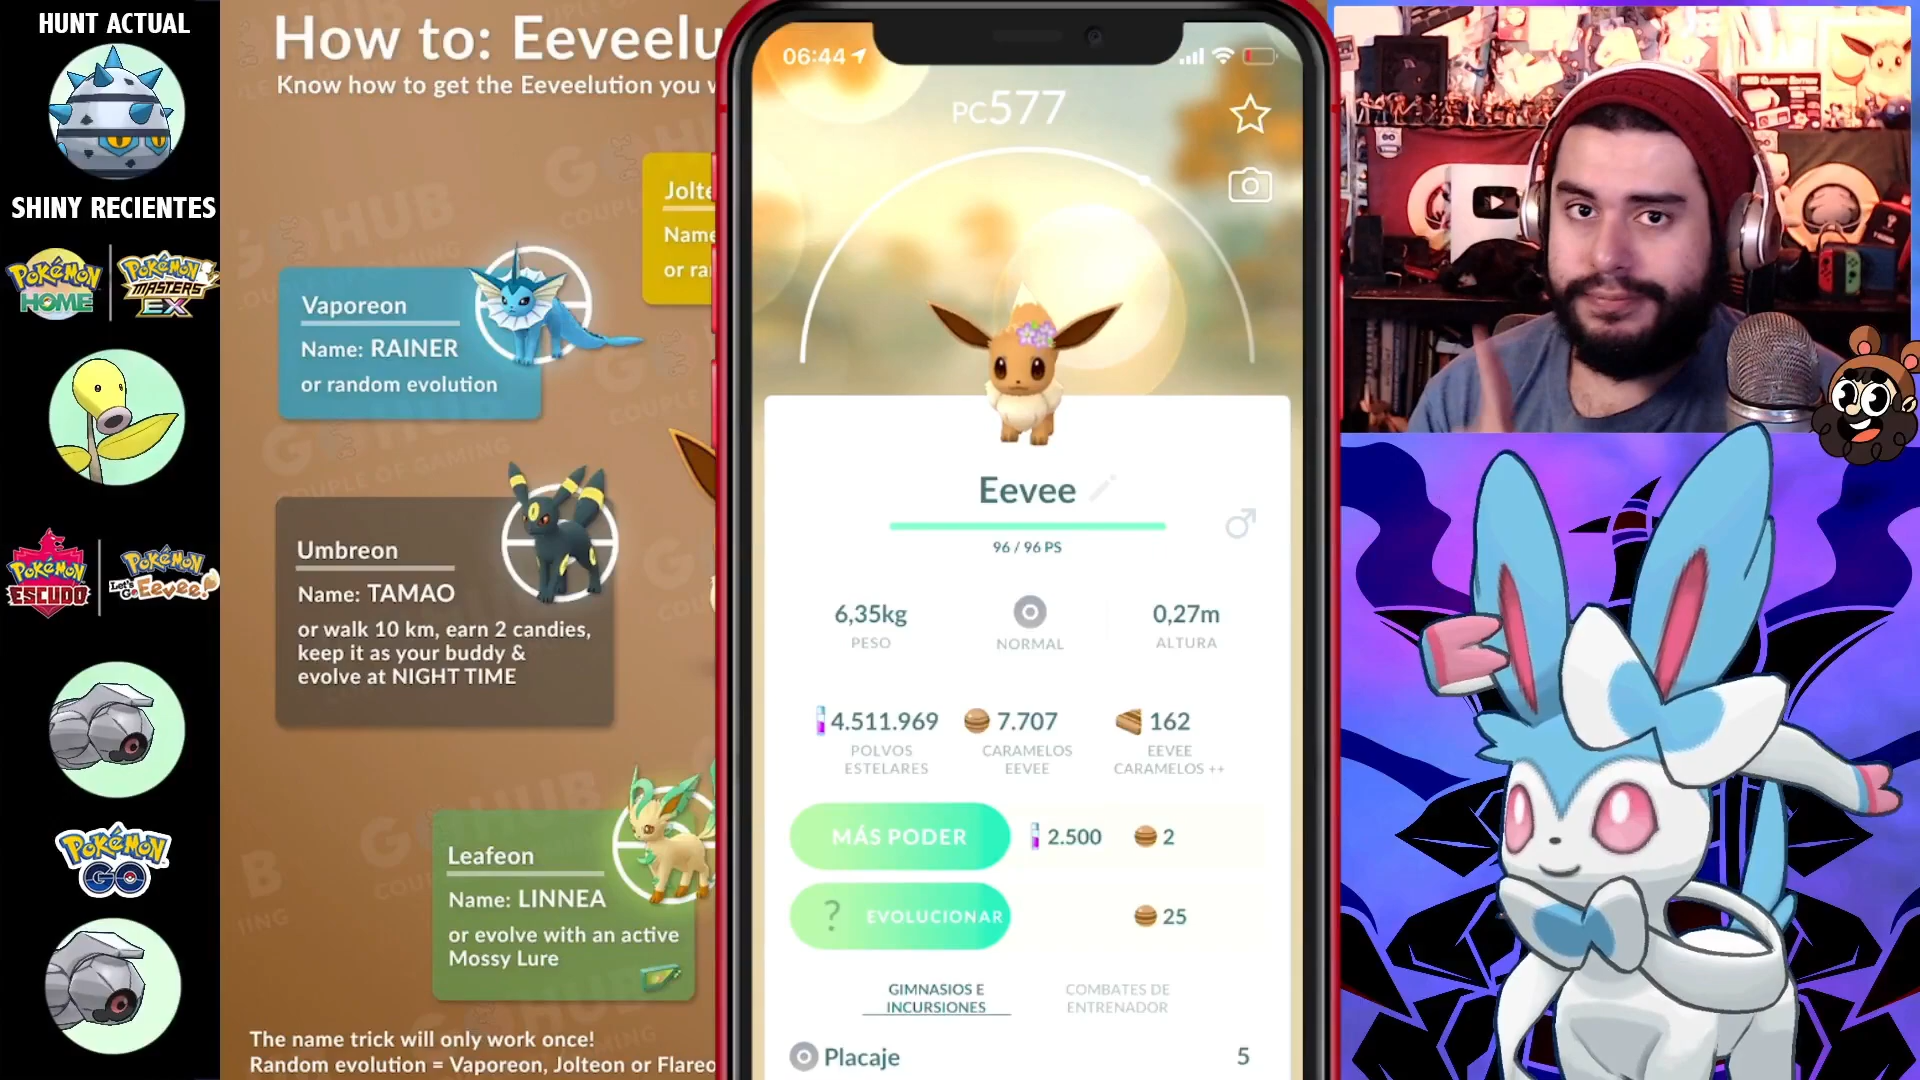 HUNT ACTUAL
SHINY RECIENTES
POKÉMON HOME
POKÉMON MASTERS EX
POKÉMON ESCUDO
POKÉMON Let's Go, Eevee!
POKÉMON GO
How to: Eeveelu
Know how to get the Eeveelution you w
Jolte
Name
or ra
Vaporeon
Name: RAINER
or random evolution
Umbreon
Name: TAMAO
or walk 10 km, earn 2 candies,
keep it as your buddy &
evolve at NIGHT TIME
Leafeon
Name: LINNEA
or evolve with an active
Mossy Lure
The name trick will only work once!
Random evolution = Vaporeon, Jolteon or Flareo
GO HUB
COUPLE OF GAMING
06:44
PC577
Eevee
96 / 96 PS
6,35kg
PESO
NORMAL
0,27m
ALTURA
4.511.969
POLVOS
ESTELARES
7.707
CARAMELOS
EEVEE
162
EEVEE
CARAMELOS ++
MÁS PODER
2.500
2
? EVOLUCIONAR
25
GIMNASIOS E
INCURSIONES
COMBATES DE
ENTRENADOR
Placaje
5